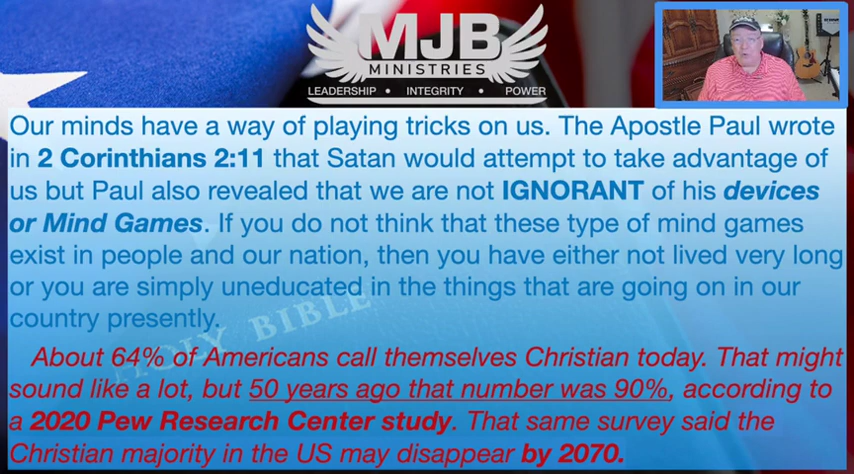 MJB
MINISTRIES
LEADERSHIP • INTEGRITY • POWER
Our minds have a way of playing tricks on us. The Apostle Paul wrote
in 2 Corinthians 2:11 that Satan would attempt to take advantage of
us but Paul also revealed that we are not IGNORANT of his devices
or Mind Games. If you do not think that these type of mind games
exist in people and our nation, then you have either not lived very long
or you are simply uneducated in the things that are going on in our
country presently.
HOLY BIBLE
About 64% of Americans call themselves Christian today. That might
sound like a lot, but 50 years ago that number was 90%, according to
a 2020 Pew Research Center study. That same survey said the
Christian majority in the US may disappear by 2070.